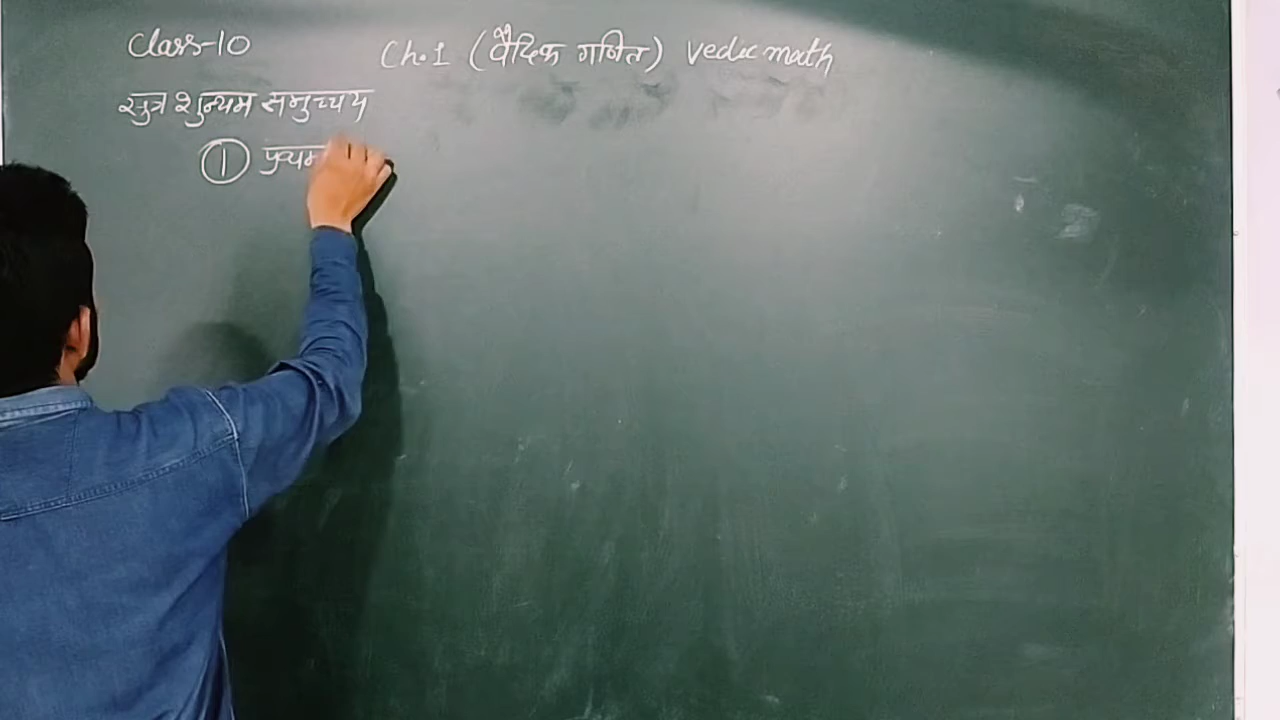 Class-10
Ch.1 (वैदिक गणित) vedic math
सुत्र शुन्यम समुच्चय
① प्रथम